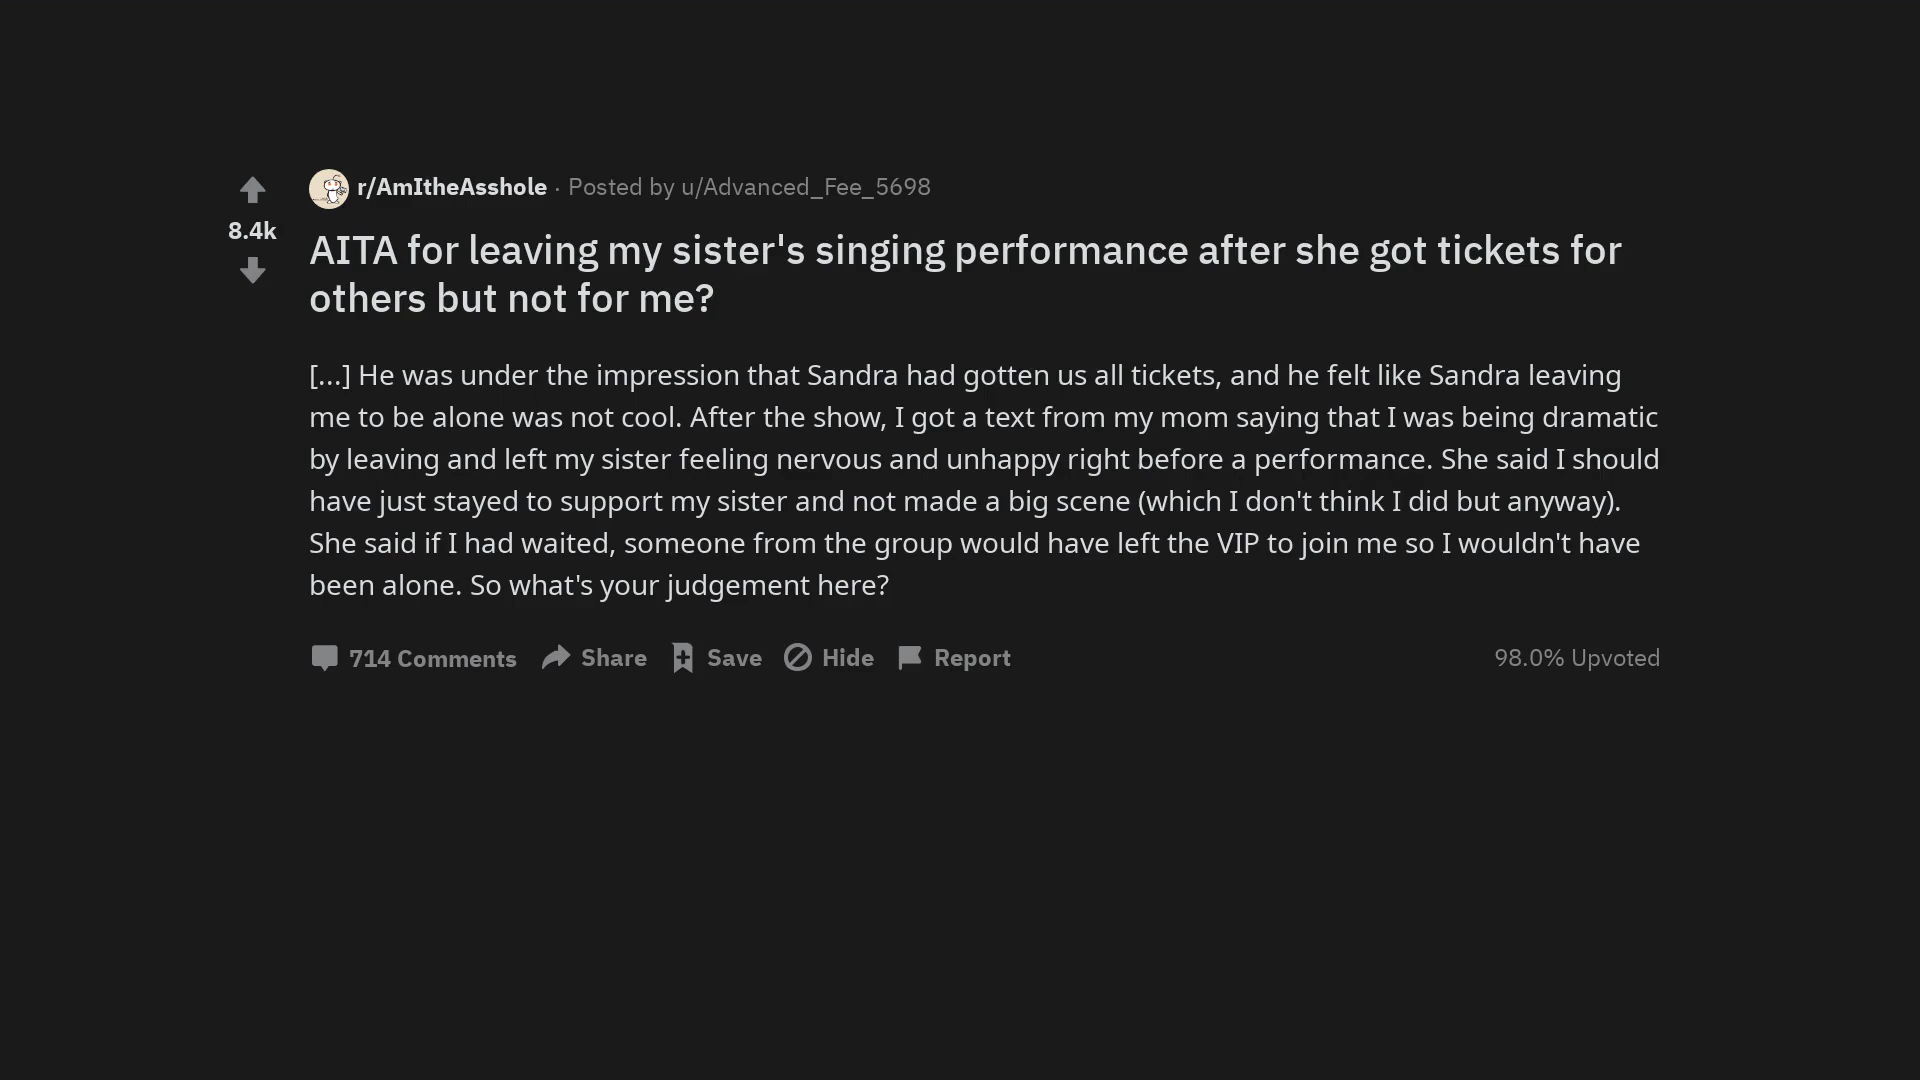 r/AmItheAsshole · Posted by u/Advanced_Fee_5698
8.4k
AITA for leaving my sister's singing performance after she got tickets for
others but not for me?
[...] He was under the impression that Sandra had gotten us all tickets, and he felt like Sandra leaving
me to be alone was not cool. After the show, I got a text from my mom saying that I was being dramatic
by leaving and left my sister feeling nervous and unhappy right before a performance. She said I should
have just stayed to support my sister and not made a big scene (which I don't think I did but anyway).
She said if I had waited, someone from the group would have left the VIP to join me so I wouldn't have
been alone. So what's your judgement here?
714 Comments Share Save Hide Report 98.0% Upvoted